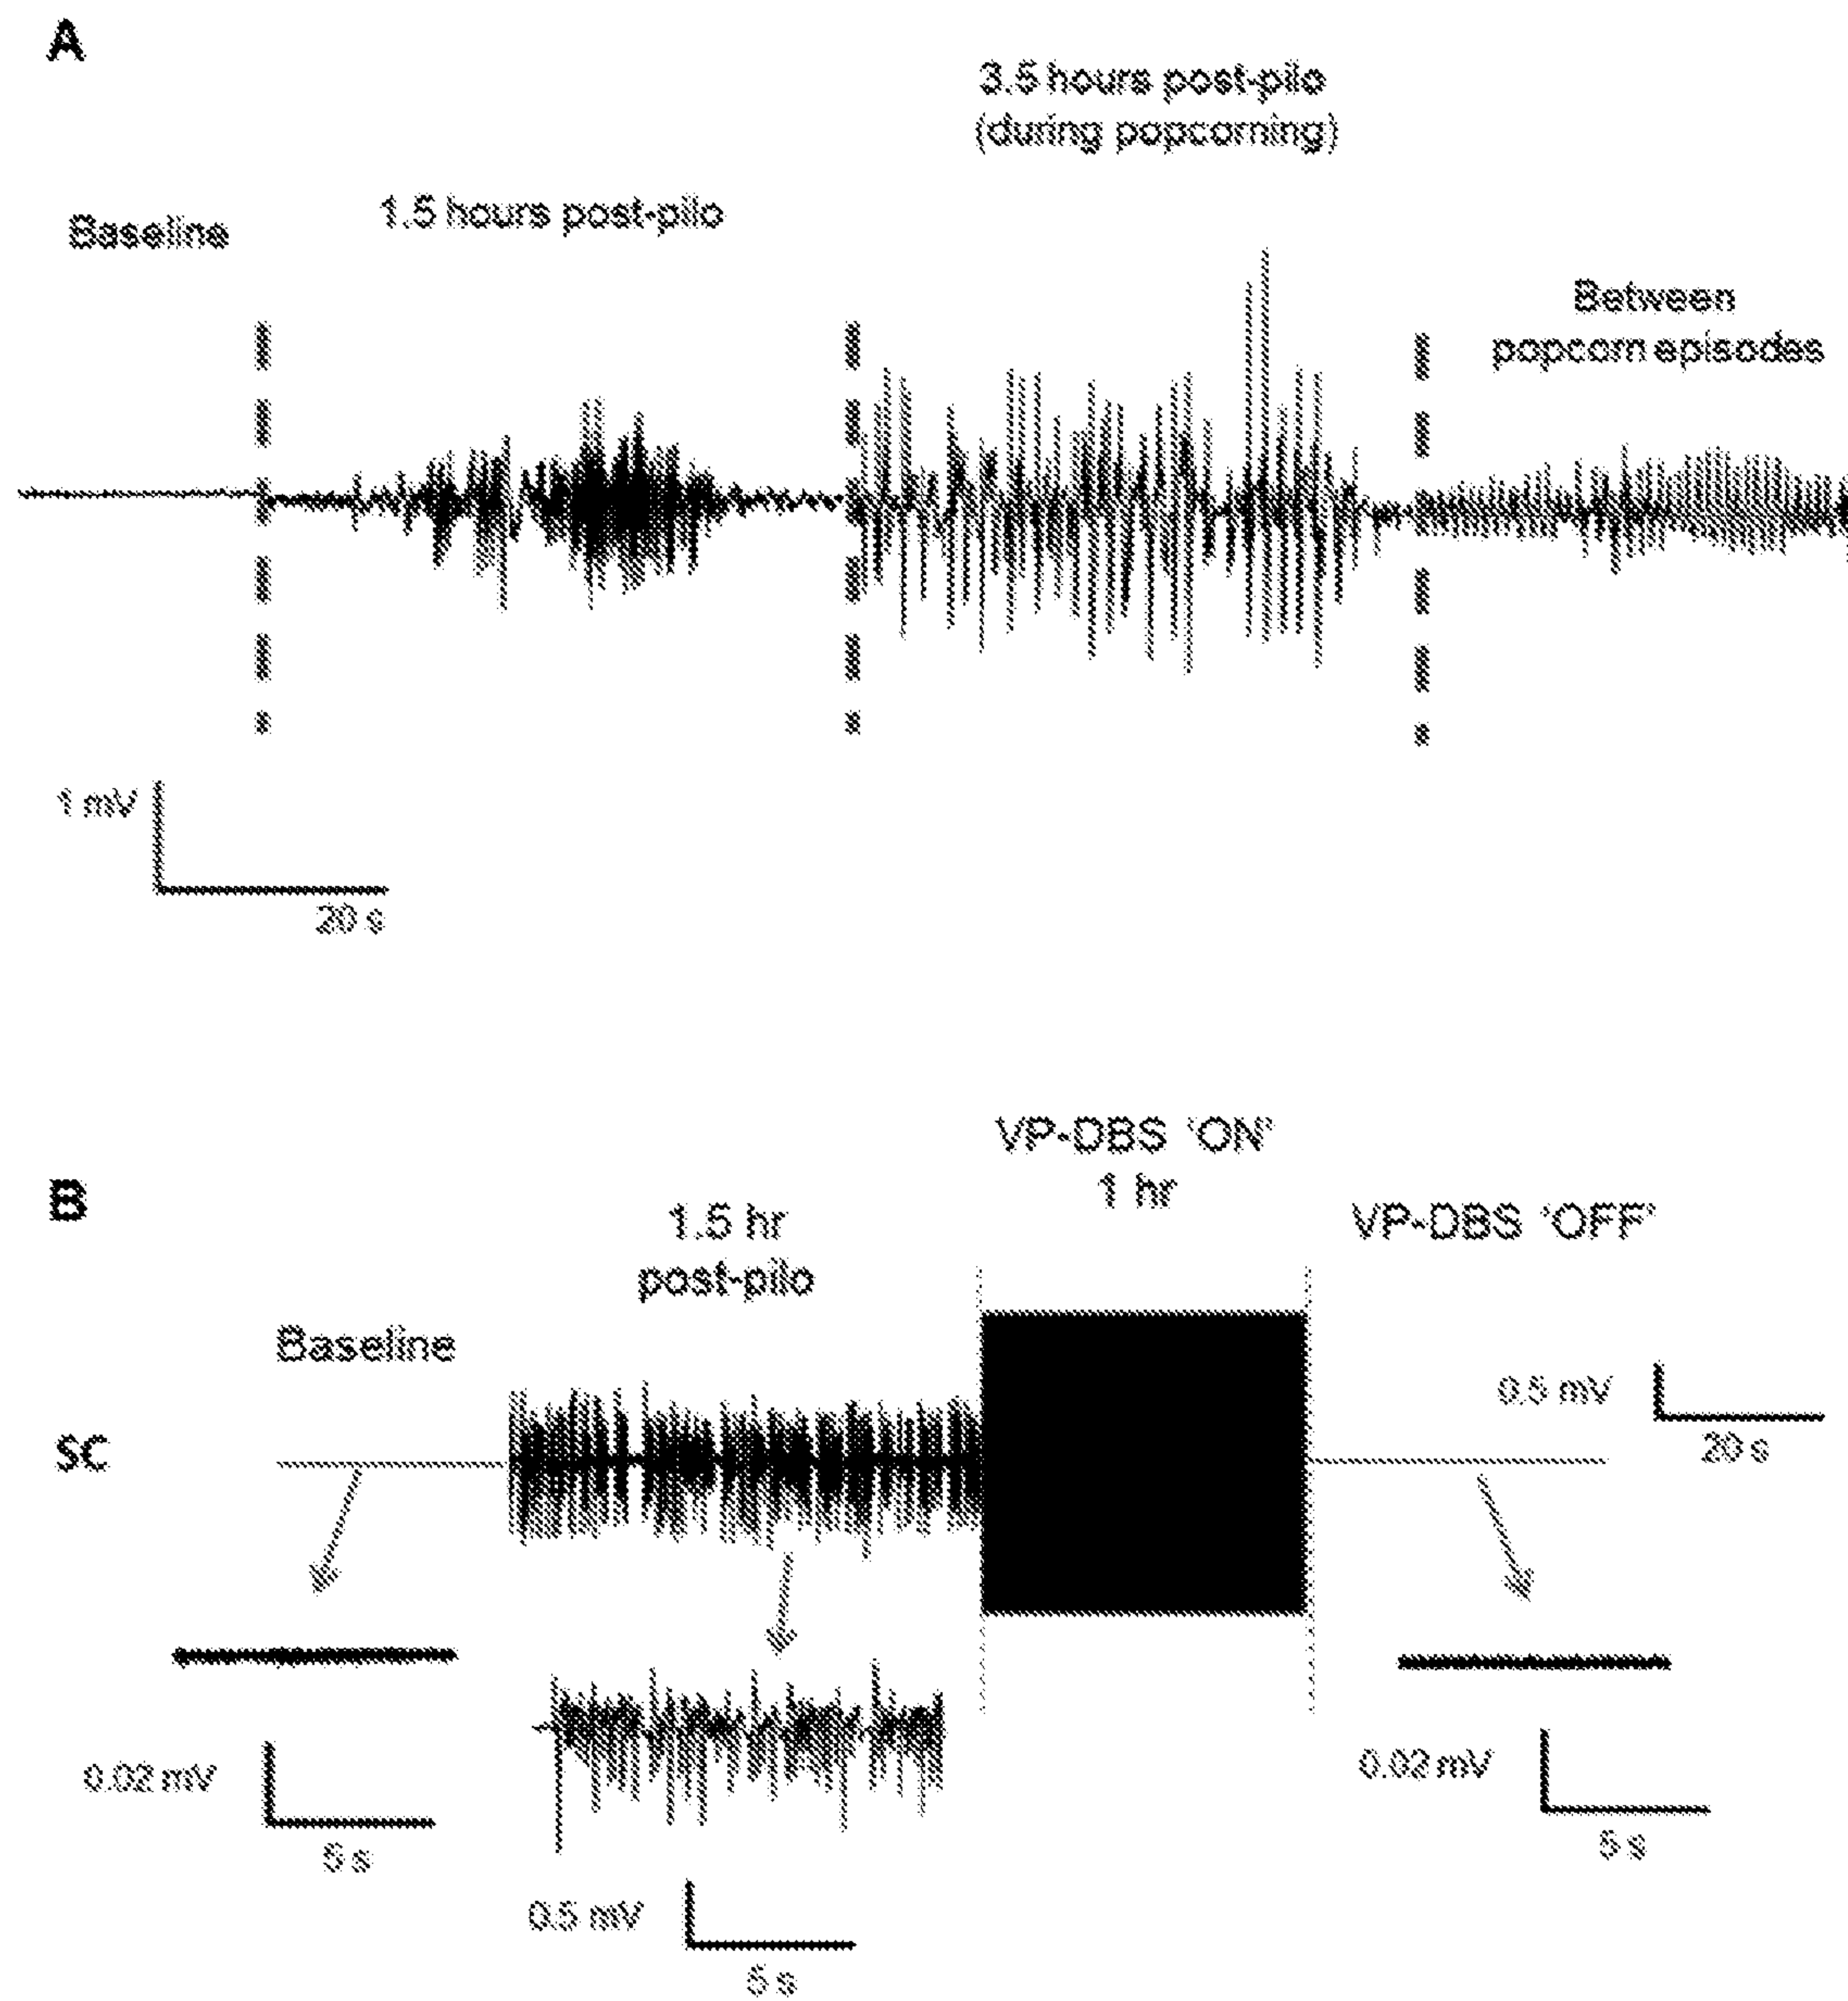 A
3.5 hours post-pilo
(during popcorning)
1.5 hours post-pilo
Baseline
Between
popcorn episodes
1 mV
20 s
VP-DBS 'ON'
1 hr
B
1.5 hr
post-pilo
VP-DBS 'OFF'
Baseline
0.5 mV
20 s
SC
0.02 mV
5 s
0.5 mV
5 s
0.02 mV
5 s